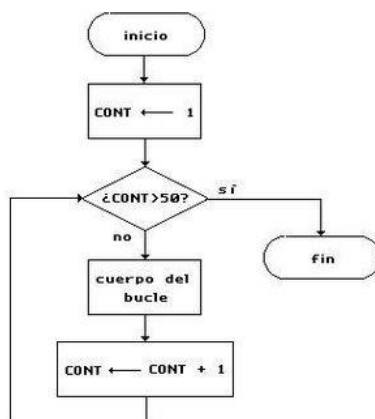 inicio
CONT ← 1
¿CONT>50?
sí
no
fin
cuerpo del
bucle
CONT ← CONT + 1